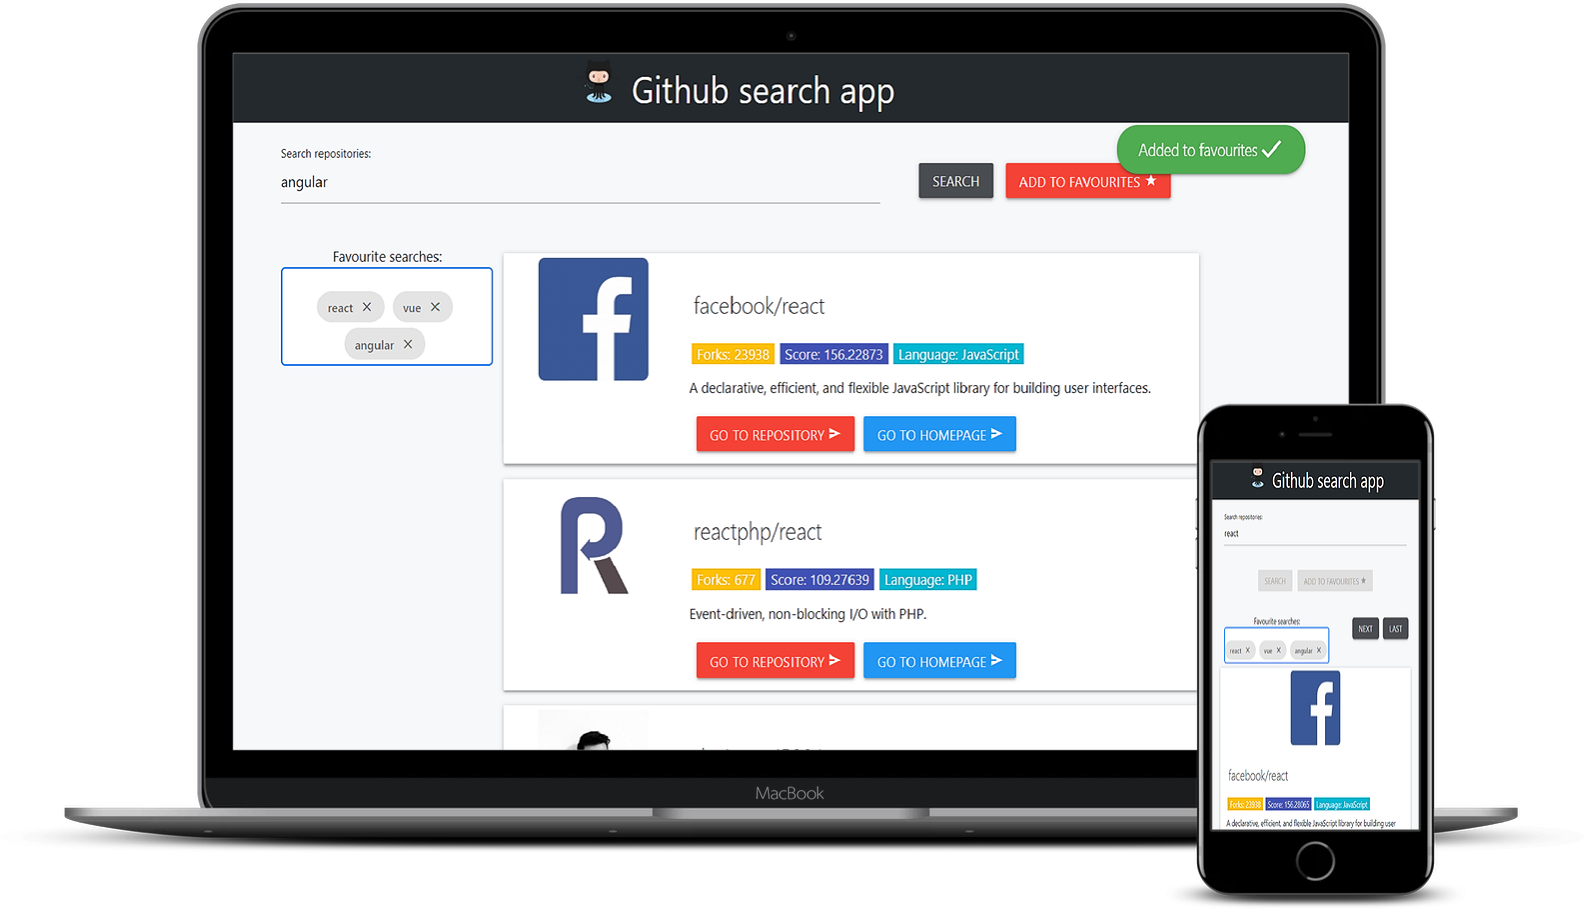 Github search app
Added to favourites
Search repositories:
angular
SEARCH
ADD TO FAVOURITES
Favourite searches:
react
vue
angular
facebook/react
Forks: 23938
Score: 156.22873
Language: JavaScript
A declarative, efficient, and flexible JavaScript library for building user interfaces.
GO TO REPOSITORY
GO TO HOMEPAGE
reactphp/react
Forks: 677
Score: 109.27639
Language: PHP
Event-driven, non-blocking I/O with PHP.
GO TO REPOSITORY
GO TO HOMEPAGE
MacBook
Github search app
Search repositories:
react
SEARCH
ADD TO FAVOURITES
Favourite searches:
NEXT
LAST
react
vue
angular
facebook/react
Forks: 23938
Score: 156.28065
Language: JavaScript
A declarative, efficient, and flexible JavaScript library for building user